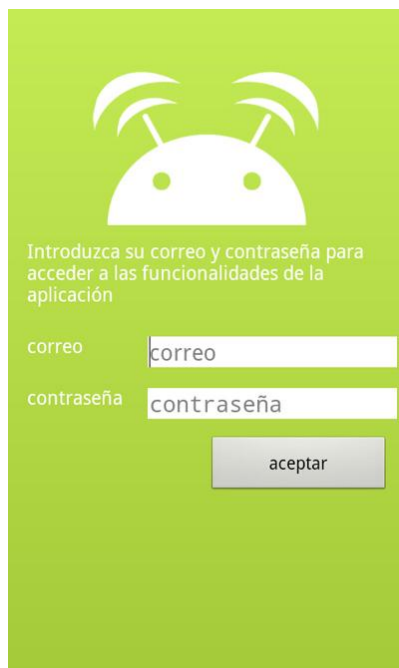 Introduzca su correo y contraseña para
acceder a las funcionalidades de la
aplicación
correo
correo
contraseña
contraseña
aceptar